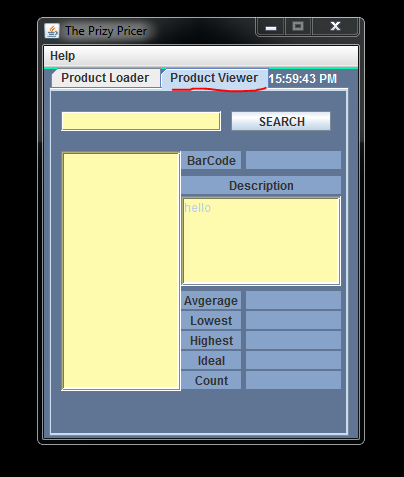 The Prizy Pricer
Help
Product Loader Product Viewer 15:59:43 PM
SEARCH
BarCode
Description
hello
Avgerage
Lowest
Highest
Ideal
Count